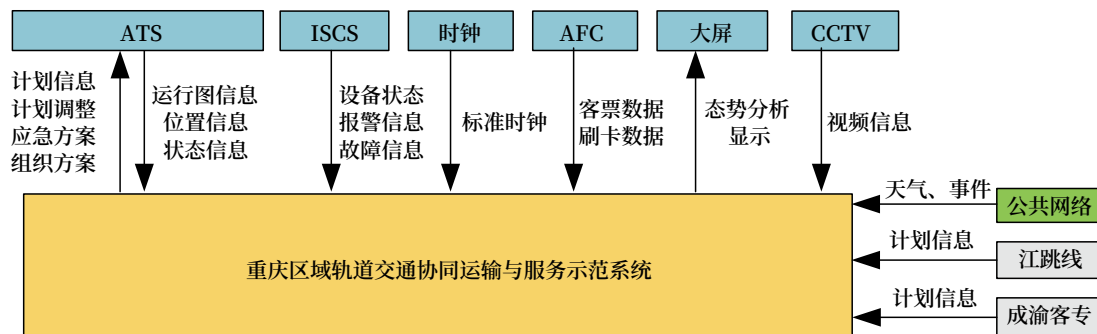 ATS
ISCS
时钟
AFC
大屏
CCTV
计划信息
计划调整
应急方案
组织方案
运行图信息
位置信息
状态信息
设备状态
报警信息
故障信息
标准时钟
客票数据
刷卡数据
态势分析
显示
视频信息
天气、事件
公共网络
计划信息
江跳线
计划信息
成渝客专
重庆区域轨道交通协同运输与服务示范系统